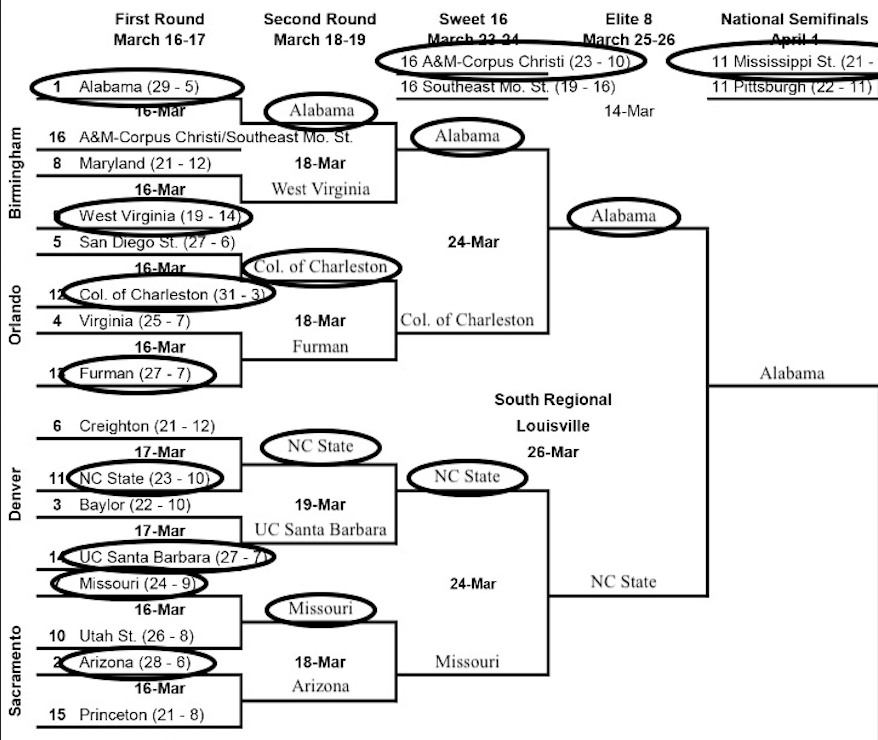 First Round Second Round Sweet 16 Elite 8 National Semifinals
March 16-17 March 18-19 March 23-24 March 25-26 April 1
16 A&M-Corpus Christi (23 - 10) 11 Mississippi St. (21 -
1 Alabama (29 - 5) 16 Southeast Mo. St. (19 - 16) 11 Pittsburgh (22 - 11)
16-Mar Alabama 14-Mar
16 A&M-Corpus Christi/Southeast Mo. St. Alabama
8 Maryland (21 - 12) 18-Mar
16-Mar West Virginia
Birmingham
West Virginia (19 - 14) Alabama
5 San Diego St. (27 - 6) 24-Mar
16-Mar Col. of Charleston
12 Col. of Charleston (31 - 3)
Orlando
4 Virginia (25 - 7) 18-Mar Col. of Charleston
16-Mar Furman
13 Furman (27 - 7) Alabama
South Regional
6 Creighton (21 - 12) Louisville
17-Mar NC State 26-Mar
11 NC State (23 - 10) NC State
Denver
3 Baylor (22 - 10) 19-Mar
17-Mar UC Santa Barbara
14 UC Santa Barbara (27 - 7)
7 Missouri (24 - 9) 24-Mar NC State
16-Mar Missouri
10 Utah St. (26 - 8)
Sacramento
2 Arizona (28 - 6) 18-Mar Missouri
16-Mar Arizona
15 Princeton (21 - 8)